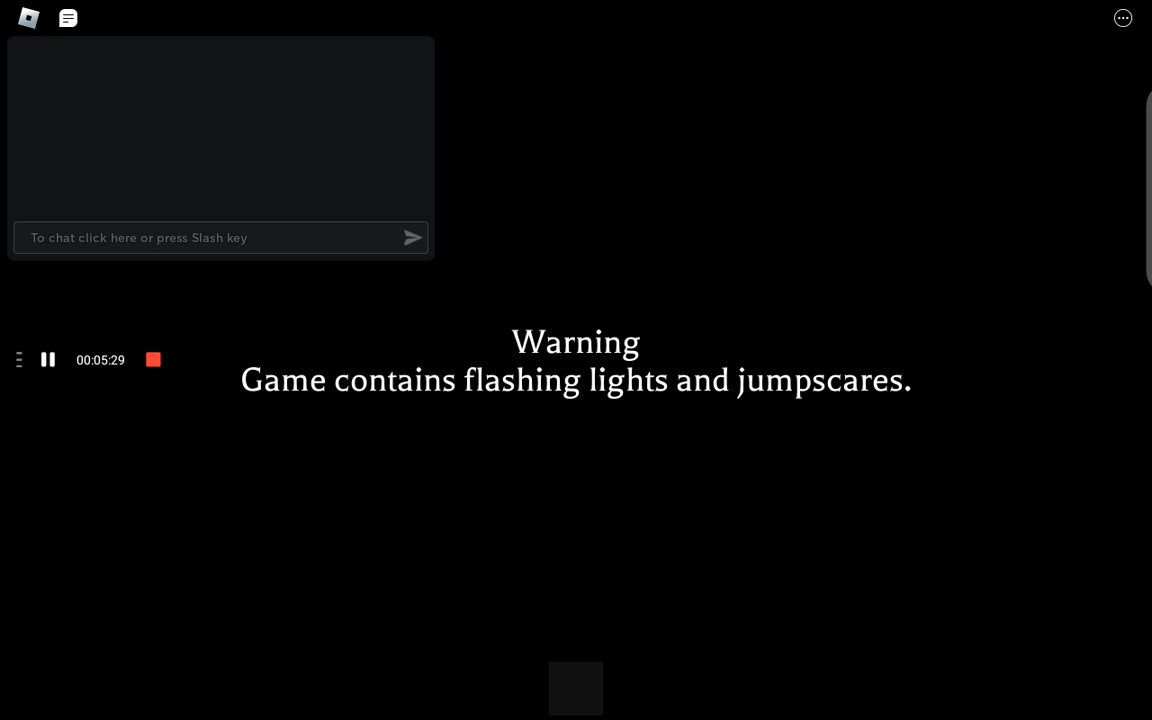 To chat click here or press Slash key
Warning
00:05:29
Game contains flashing lights and jumpscares.